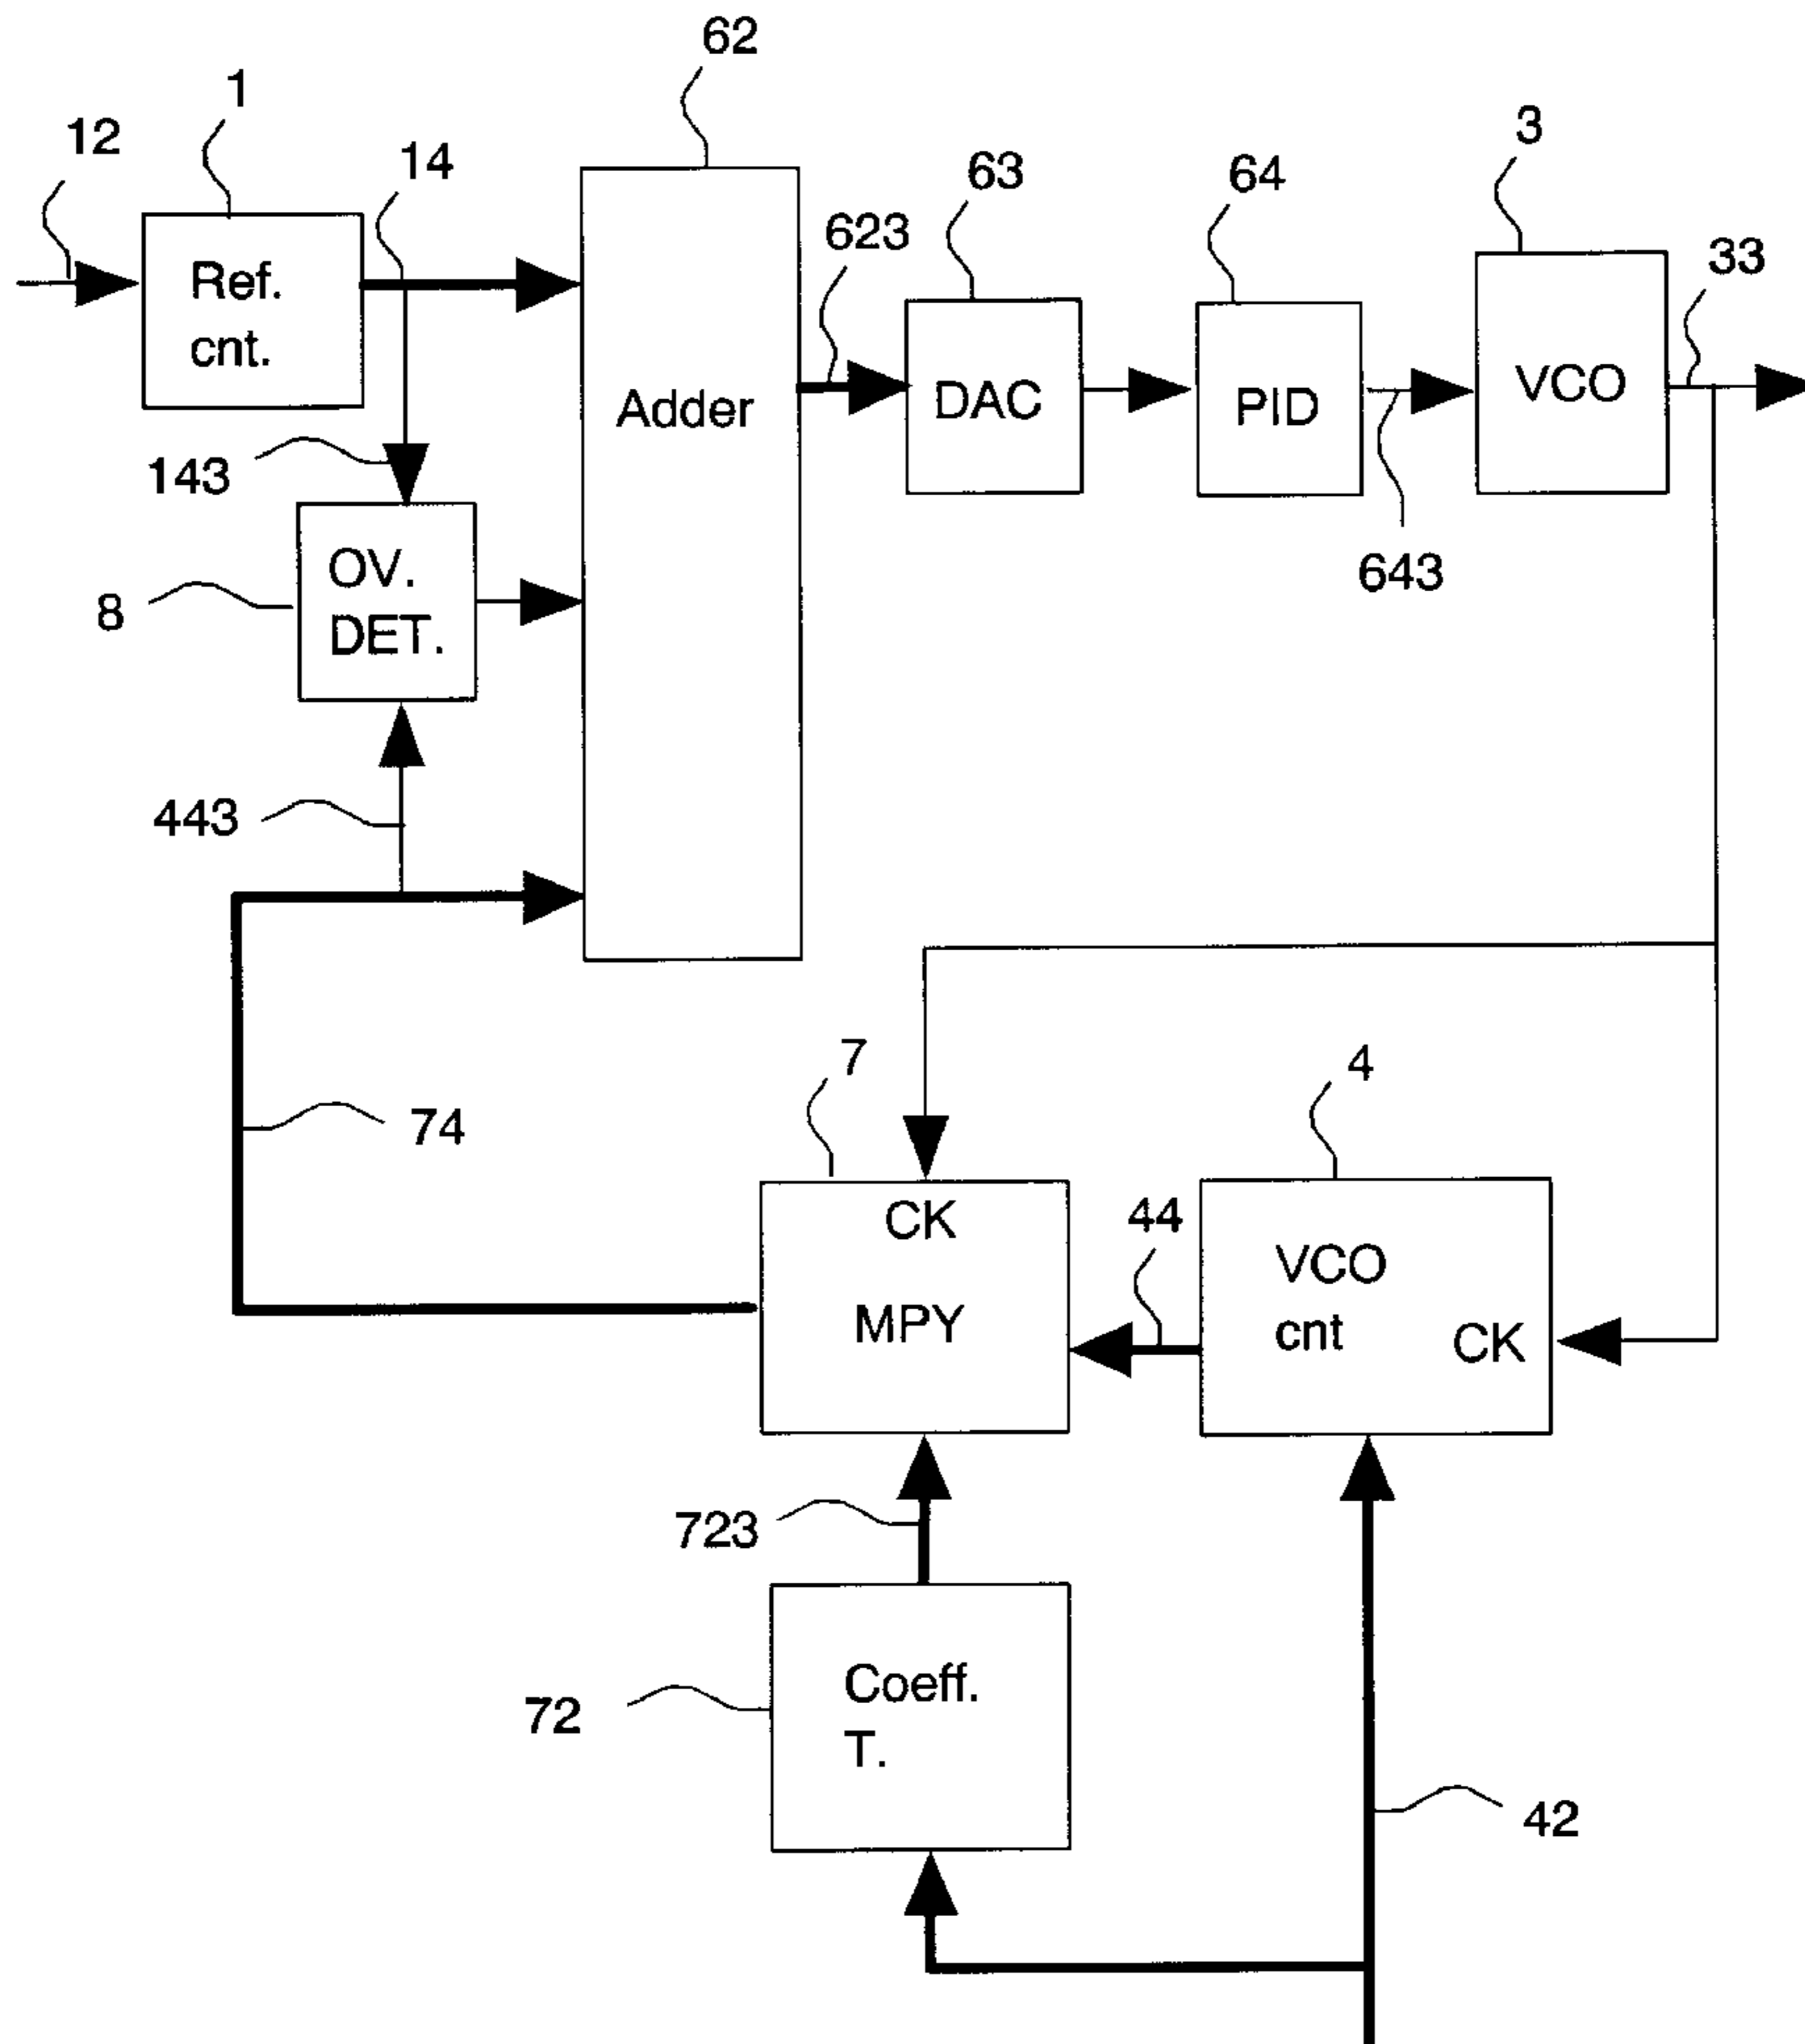 62
1
12
14
3
63
64
623
33
Ref.
cnt.
Adder
DAC
PID
VCO
143
643
OV.
DET.
8
443
7
4
74
CK
44
VCO
cnt
MPY
CK
723
Coeff.
T.
72
42